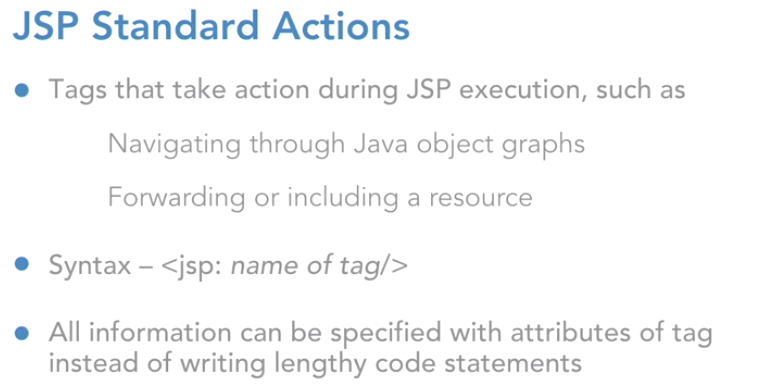 JSP Standard Actions
Tags that take action during JSP execution, such as
Navigating through Java object graphs
Forwarding or including a resource
Syntax – <jsp: name of tag/>
All information can be specified with attributes of tag
instead of writing lengthy code statements